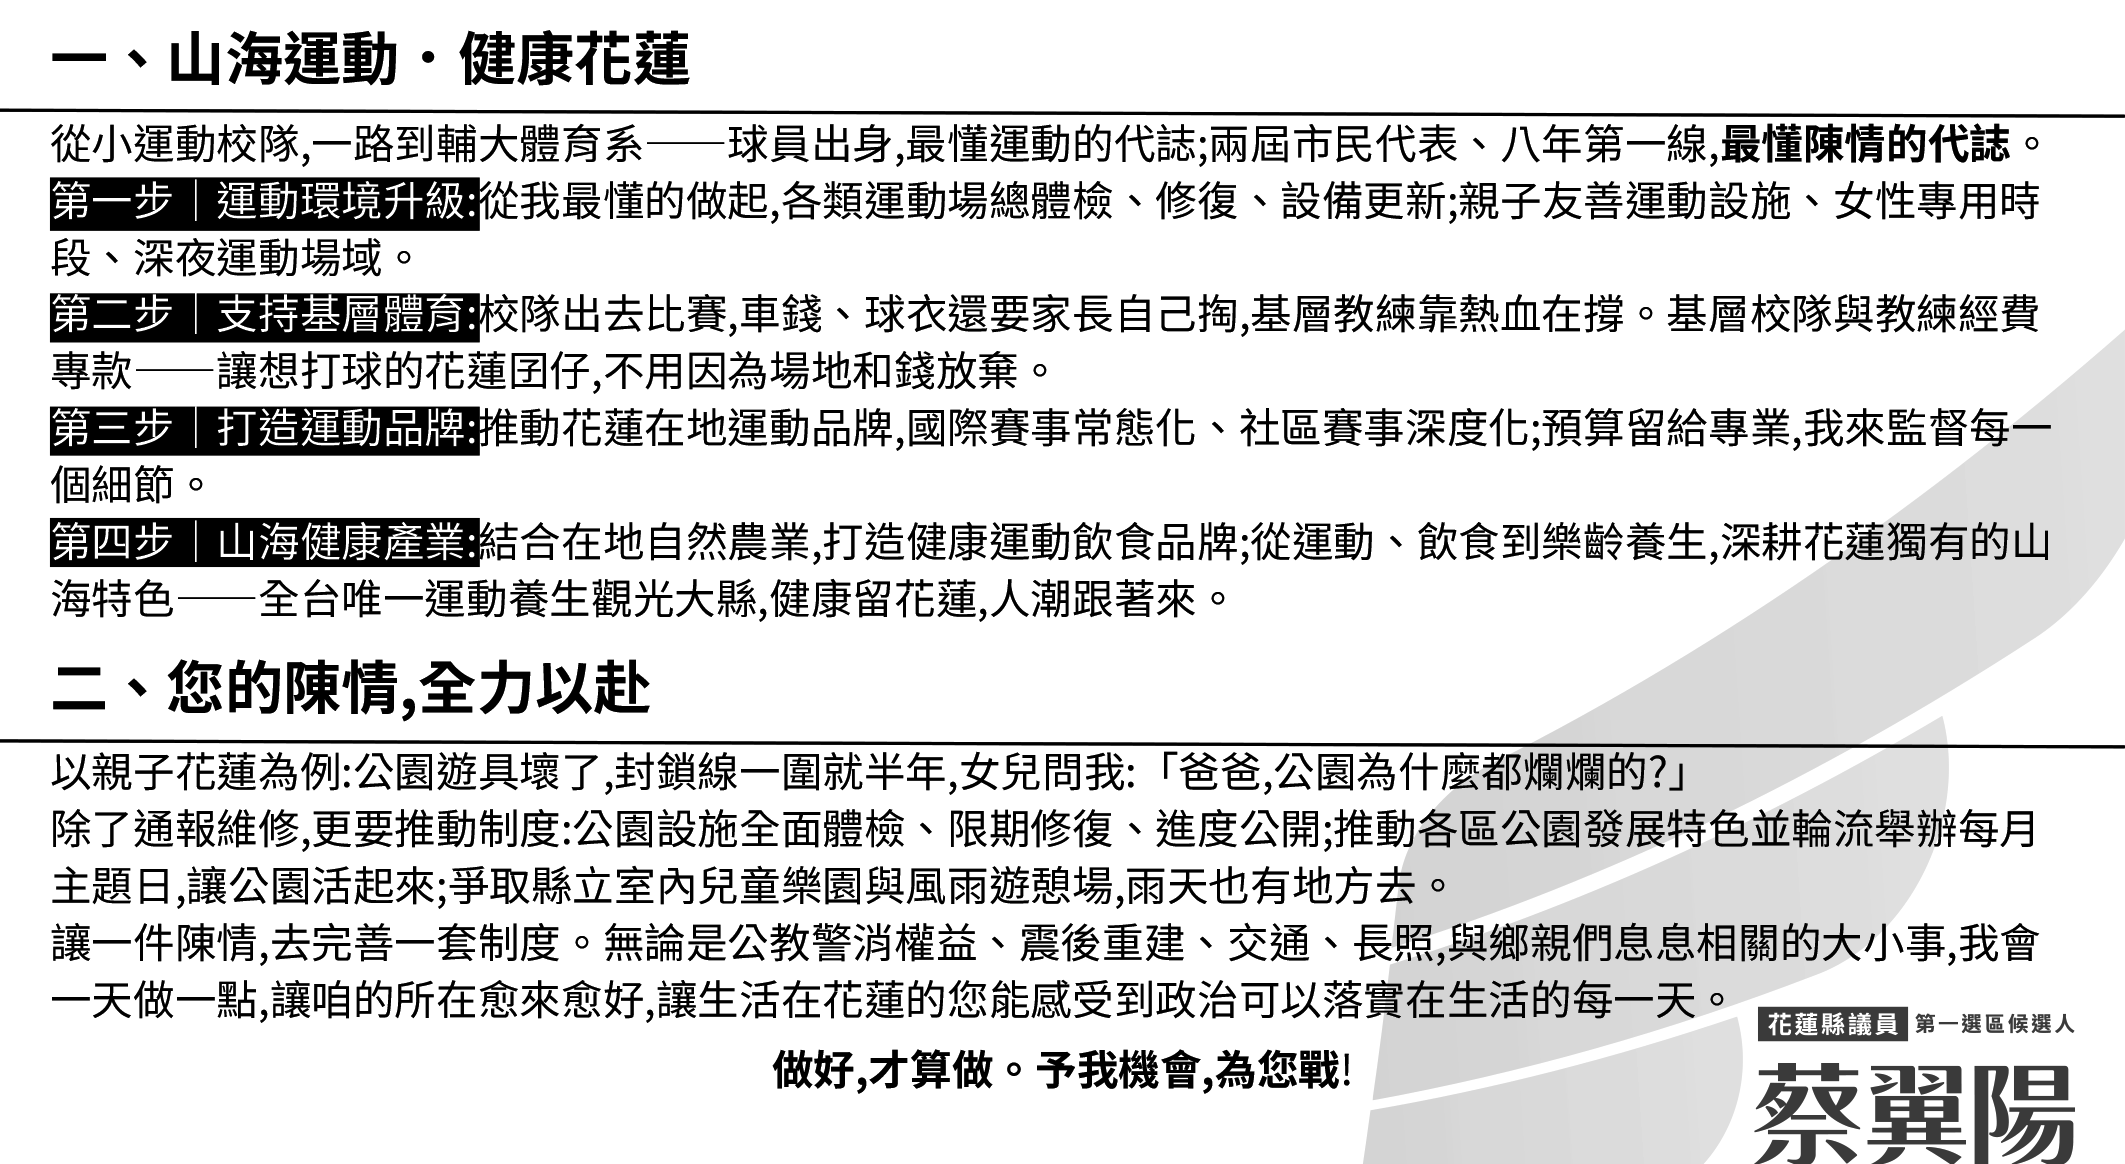 一、山海運動・健康花蓮
從小運動校隊,一路到輔大體育系──球員出身,最懂運動的代誌;兩屆市民代表、八年第一線,最懂陳情的代誌。
第一步｜運動環境升級:從我最懂的做起,各類運動場總體檢、修復、設備更新;親子友善運動設施、女性專用時
段、深夜運動場域。
第二步｜支持基層體育:校隊出去比賽,車錢、球衣還要家長自己掏,基層教練靠熱血在撐。基層校隊與教練經費
專款──讓想打球的花蓮囝仔,不用因為場地和錢放棄。
第三步｜打造運動品牌:推動花蓮在地運動品牌,國際賽事常態化、社區賽事深度化;預算留給專業,我來監督每一
個細節。
第四步｜山海健康產業:結合在地自然農業,打造健康運動飲食品牌;從運動、飲食到樂齡養生,深耕花蓮獨有的山
海特色──全台唯一運動養生觀光大縣,健康留花蓮,人潮跟著來。
二、您的陳情,全力以赴
以親子花蓮為例:公園遊具壞了,封鎖線一圍就半年,女兒問我:「爸爸,公園為什麼都爛爛的?」
除了通報維修,更要推動制度:公園設施全面體檢、限期修復、進度公開;推動各區公園發展特色並輪流舉辦每月
主題日,讓公園活起來;爭取縣立室內兒童樂園與風雨遊憩場,雨天也有地方去。
讓一件陳情,去完善一套制度。無論是公教警消權益、震後重建、交通、長照,與鄉親們息息相關的大小事,我會
一天做一點,讓咱的所在愈來愈好,讓生活在花蓮的您能感受到政治可以落實在生活的每一天。
做好,才算做。予我機會,為您戰!
花蓮縣議員 第一選區候選人
蔡翼陽